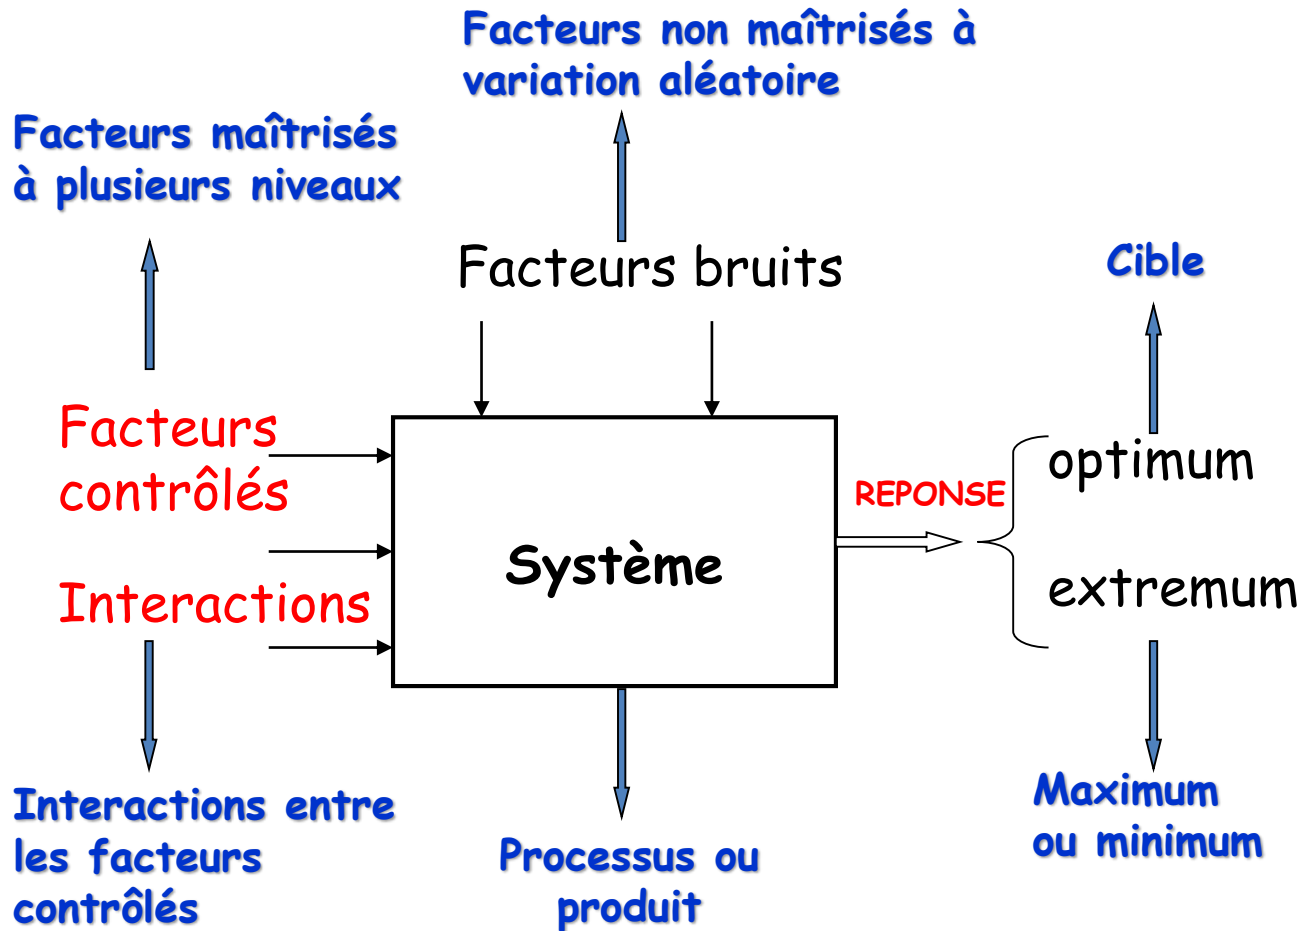 Facteurs non maîtrisés à
variation aléatoire
Facteurs maîtrisés
à plusieurs niveaux
Facteurs bruits
Cible
Facteurs
contrôlés
Interactions
Système
REPONSE
optimum
extremum
Interactions entre
les facteurs
contrôlés
Processus ou
produit
Maximum
ou minimum